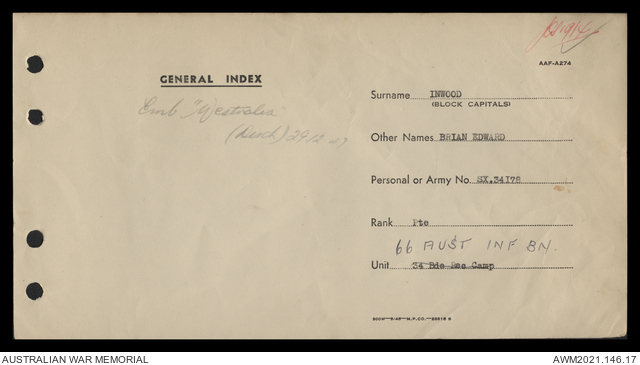 AAF-A274
GENERAL INDEX
Emb "Westralia"
(disch) 29 12 47
Surname INWOOD
(BLOCK CAPITALS)
Other Names BRIAN EDWARD
Personal or Army No. SX.34178
Rank Pte
66 AUST INF BN.
Unit 34 Bde Rec Camp
AUSTRALIAN WAR MEMORIAL
AWM2021.146.17